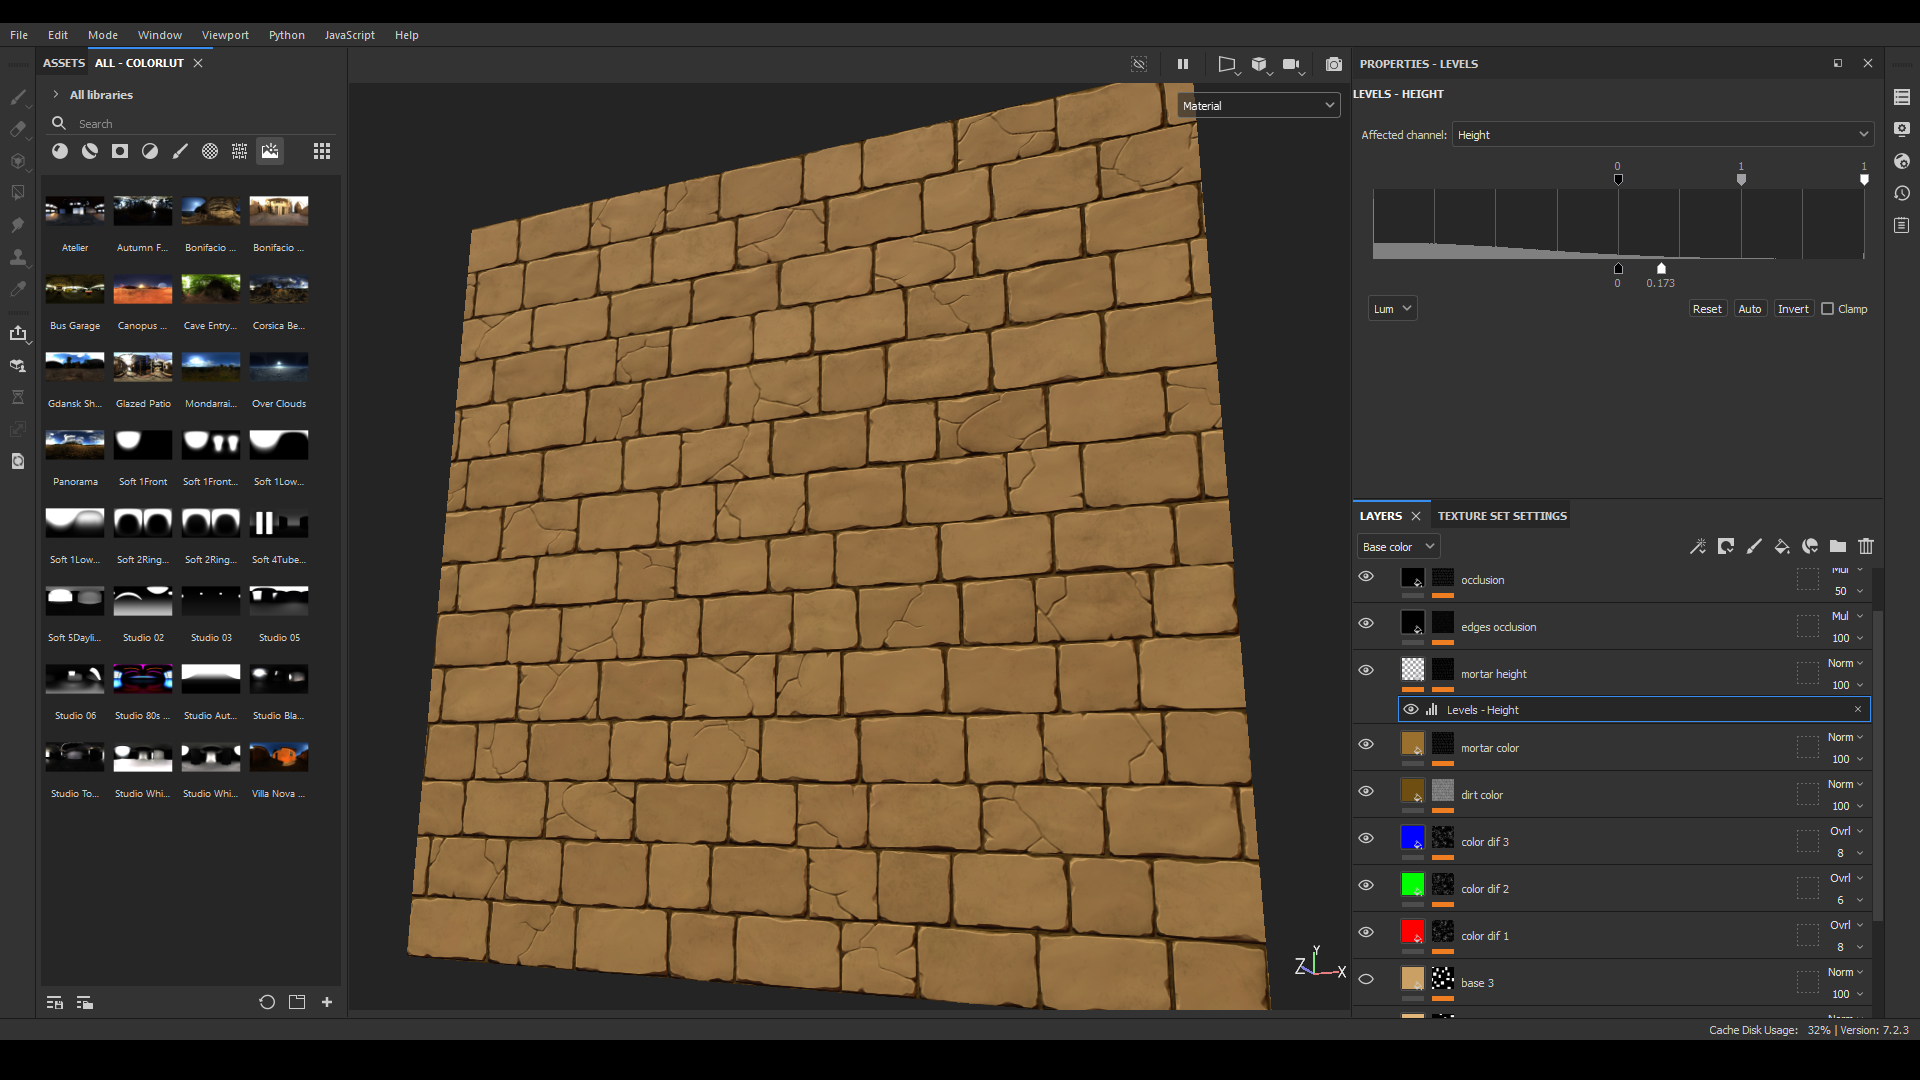 File Edit Mode Window Viewport Python JavaScript Help
ASSETS ALL - COLORLUT
All libraries
Search
Atelier Autumn F... Bonifacio ... Bonifacio ...
Bus Garage Canopus ... Cave Entry... Corsica Be...
Gdansk Sh... Glazed Patio Mondarrai... Over Clouds
Panorama Soft 1Front Soft 1Front... Soft 1Low...
Soft 1Low... Soft 2Ring... Soft 2Ring... Soft 4Tube...
Soft 5Dayli... Studio 02 Studio 03 Studio 05
Studio 06 Studio 80s ... Studio Aut... Studio Bla...
Studio To... Studio Whi... Studio Whi... Villa Nova ...
Material
Y
Z X
PROPERTIES - LEVELS
LEVELS - HEIGHT
Affected channel: Height
0 1 1
0 0.173
Lum Reset Auto Invert Clamp
LAYERS TEXTURE SET SETTINGS
Base color
occlusion Mul
50
edges occlusion Mul
100
mortar height Norm
100
Levels - Height
mortar color Norm
100
dirt color Norm
100
color dif 3 Ovrl
8
color dif 2 Ovrl
6
color dif 1 Ovrl
8
base 3 Norm
100
Cache Disk Usage: 32% | Version: 7.2.3